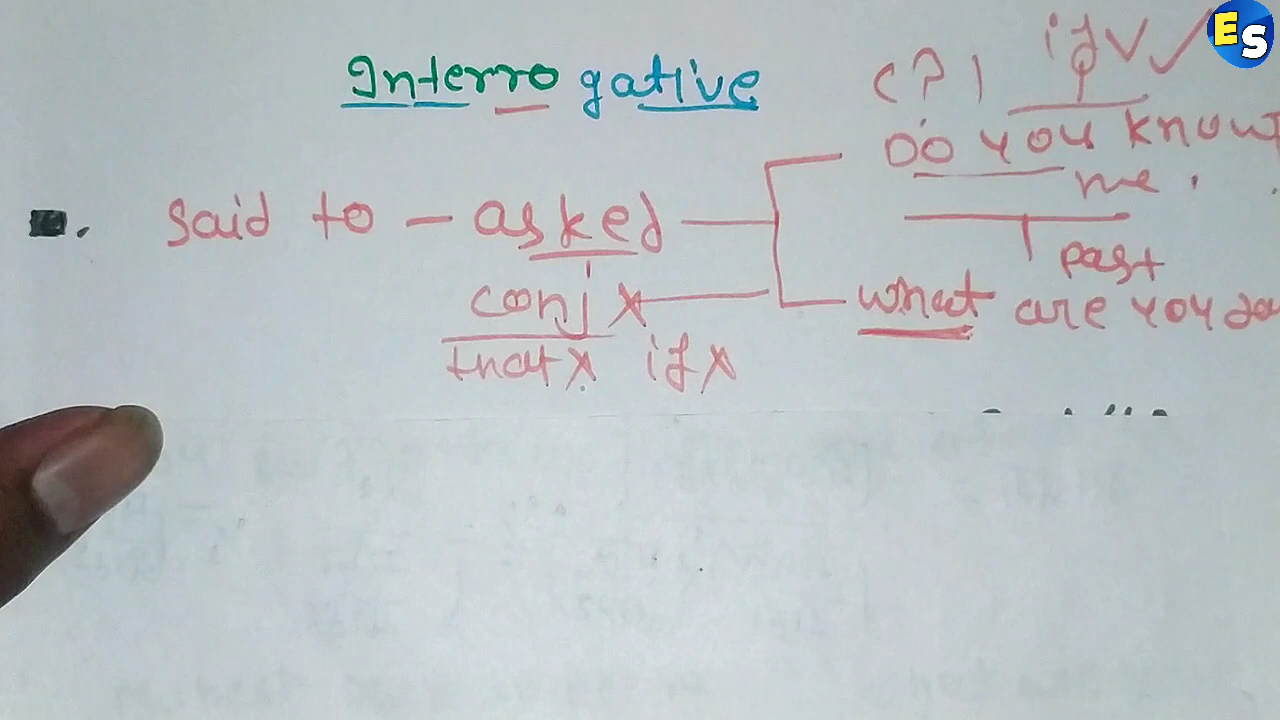 ES
Interrogative
(?) if ✓ ✓
Do you know
me.
said to - asked
past
conj x
what are you
that x if x